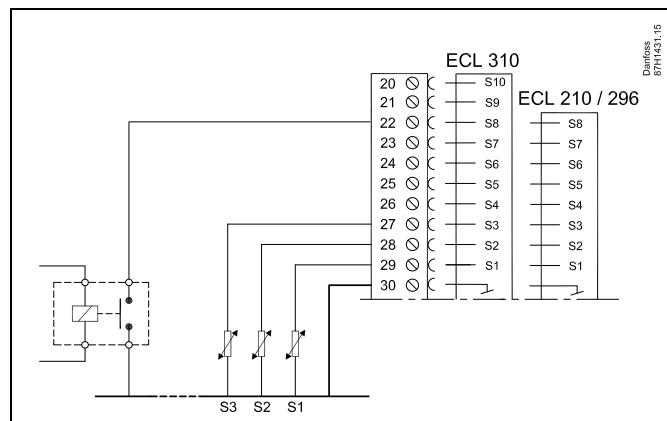 Danfoss
87H1431.15
ECL 310
ECL 210 / 296
20 S10
21 S9
22 S8 S8
23 S7 S7
24 S6 S6
25 S5 S5
26 S4 S4
27 S3 S3
28 S2 S2
29 S1 S1
30
S3 S2 S1